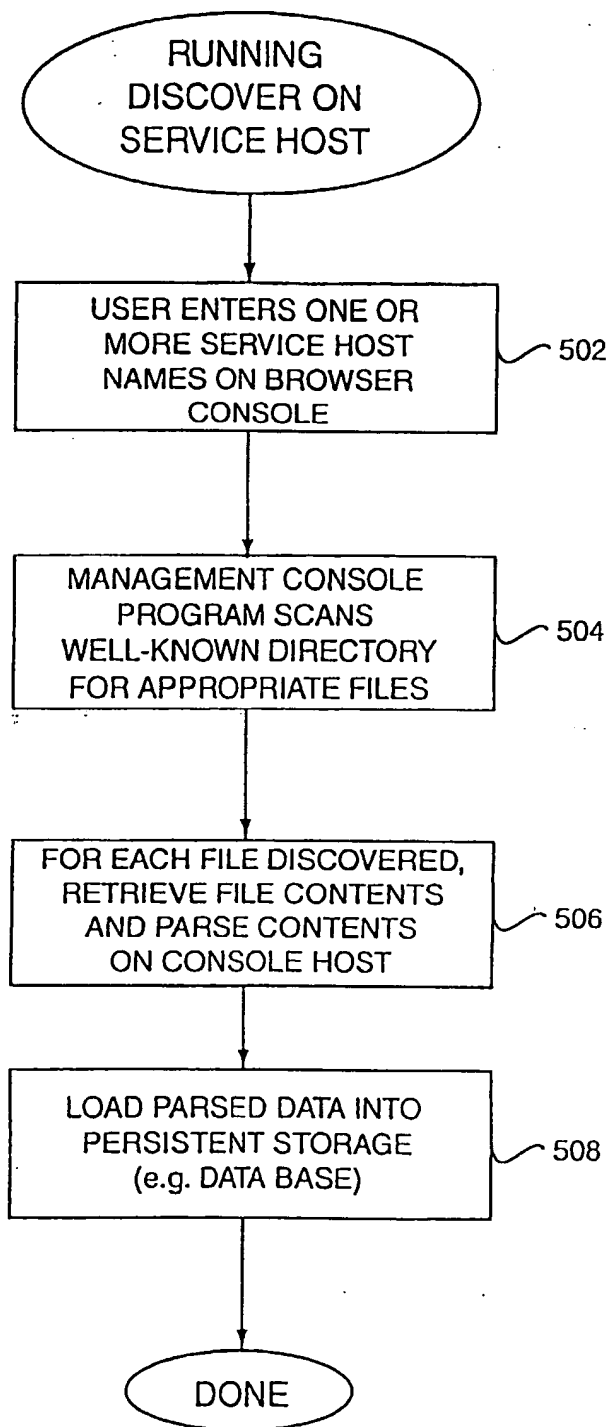 RUNNING
DISCOVER ON
SERVICE HOST
USER ENTERS ONE OR
MORE SERVICE HOST
NAMES ON BROWSER
CONSOLE
502
MANAGEMENT CONSOLE
PROGRAM SCANS
WELL-KNOWN DIRECTORY
FOR APPROPRIATE FILES
504
FOR EACH FILE DISCOVERED,
RETRIEVE FILE CONTENTS
AND PARSE CONTENTS
ON CONSOLE HOST
506
LOAD PARSED DATA INTO
PERSISTENT STORAGE
(e.g. DATA BASE)
508
DONE